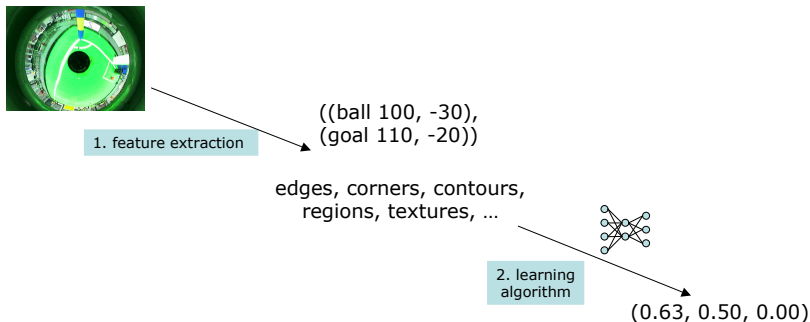 ((ball 100, -30),
(goal 110, -20))
1. feature extraction
edges, corners, contours,
regions, textures, …
2. learning
algorithm
(0.63, 0.50, 0.00)